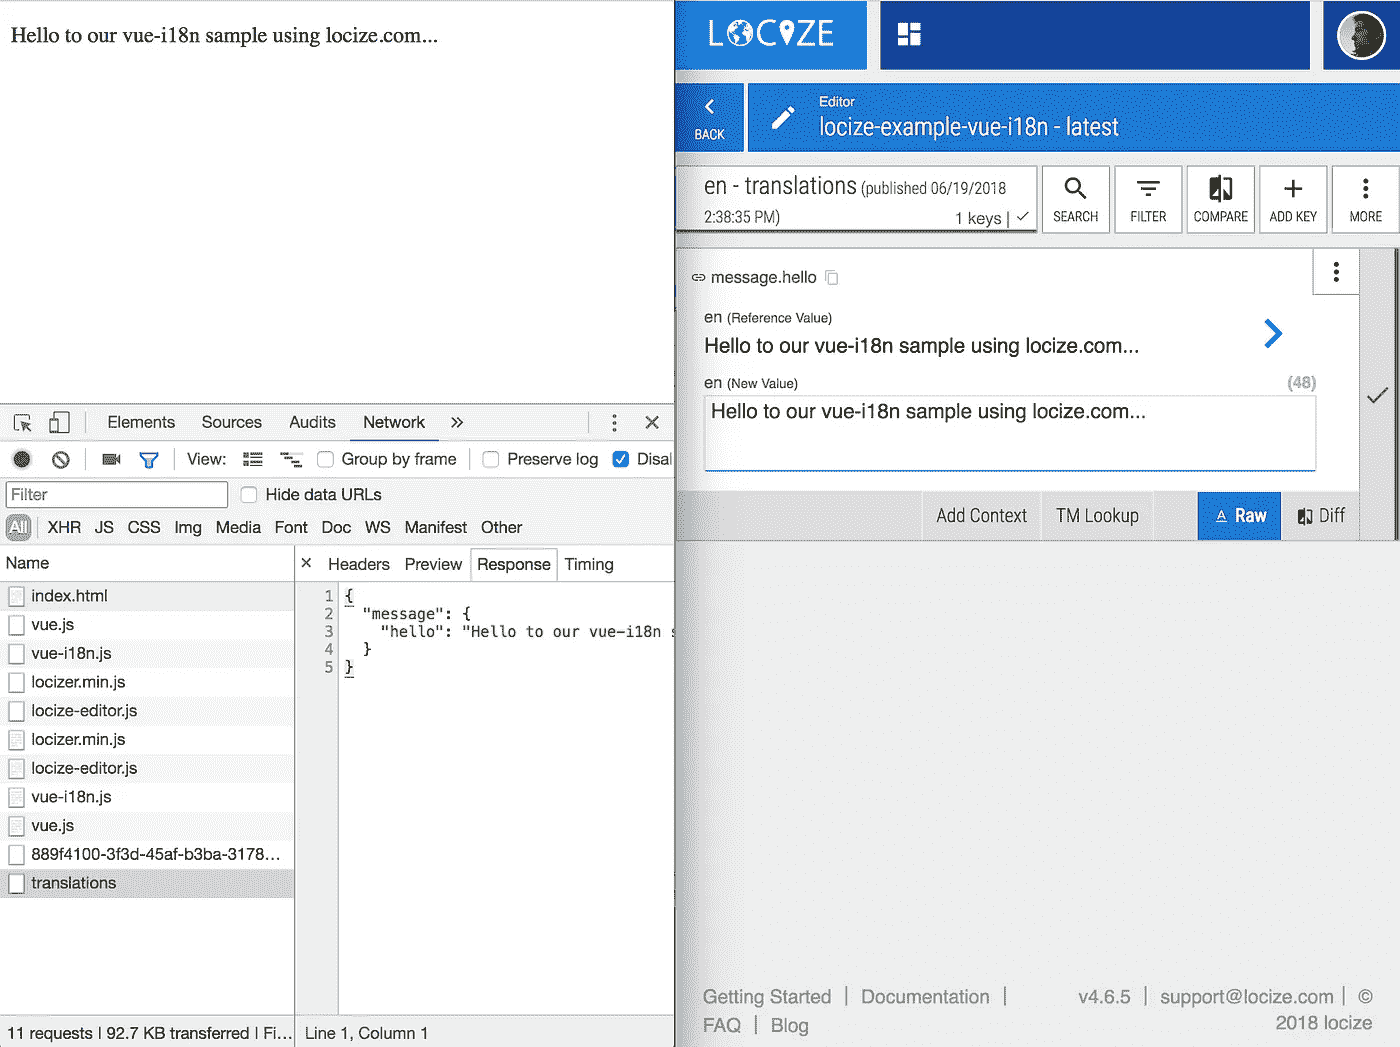 Hello to our vue-i18n sample using locize.com...
Elements Sources Audits Network »
View: Group by frame Preserve log
Filter Hide data URLs
All XHR JS CSS Img Media Font Doc WS Manifest Other
Name
index.html
vue.js
vue-i18n.js
locizer.min.js
locize-editor.js
locizer.min.js
locize-editor.js
vue-i18n.js
vue.js
889f4100-3f3d-45af-b3ba-3178...
translations
11 requests | 92.7 KB transferred | Fi...
× Headers Preview Response Timing
1 {
2 "message": {
3 "hello": "Hello to our vue-i18n
4 }
5 }
Line 1, Column 1
LOCIZE
BACK
Editor
locize-example-vue-i18n - latest
en - translations (published 06/19/2018
2:38:35 PM) 1 keys |
SEARCH FILTER COMPARE ADD KEY MORE
message.hello
en (Reference Value)
Hello to our vue-i18n sample using locize.com...
en (New Value) (48)
Hello to our vue-i18n sample using locize.com...
Add Context TM Lookup A Raw Diff
Getting Started | Documentation |
FAQ | Blog
v4.6.5 | support@locize.com | ©
2018 locize